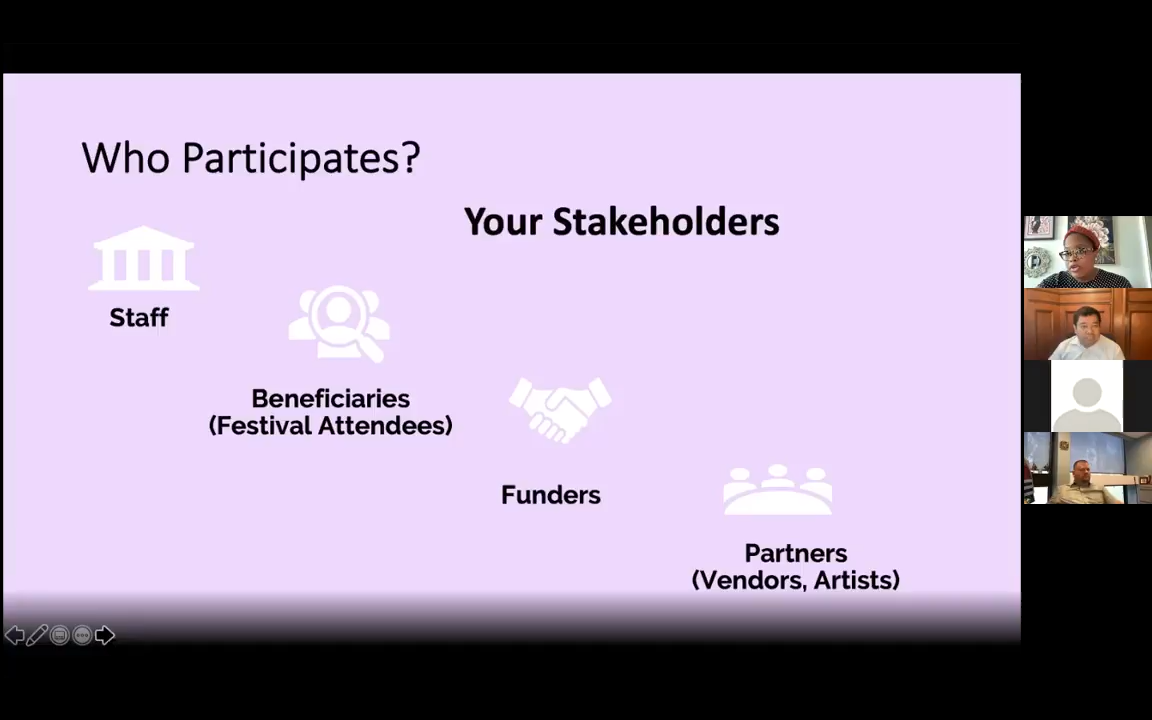 Who Participates?
Your Stakeholders
Staff
Beneficiaries
(Festival Attendees)
Funders
Partners
(Vendors, Artists)